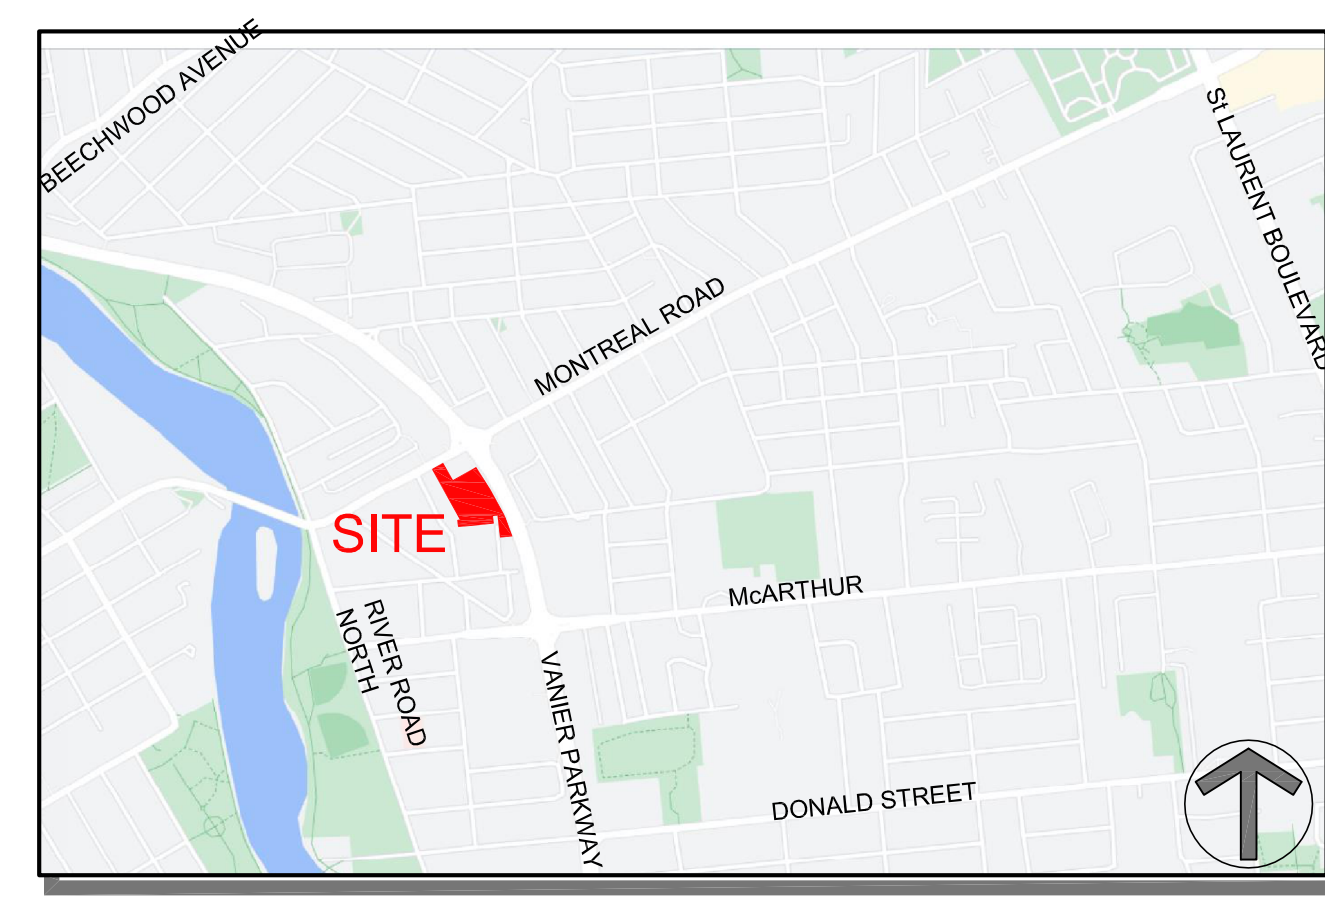 BEECHWOOD AVENUE
St LAURENT BOULEVARD
MONTREAL ROAD
SITE
McARTHUR
RIVER ROAD
NORTH
VANIER PARKWAY
DONALD STREET